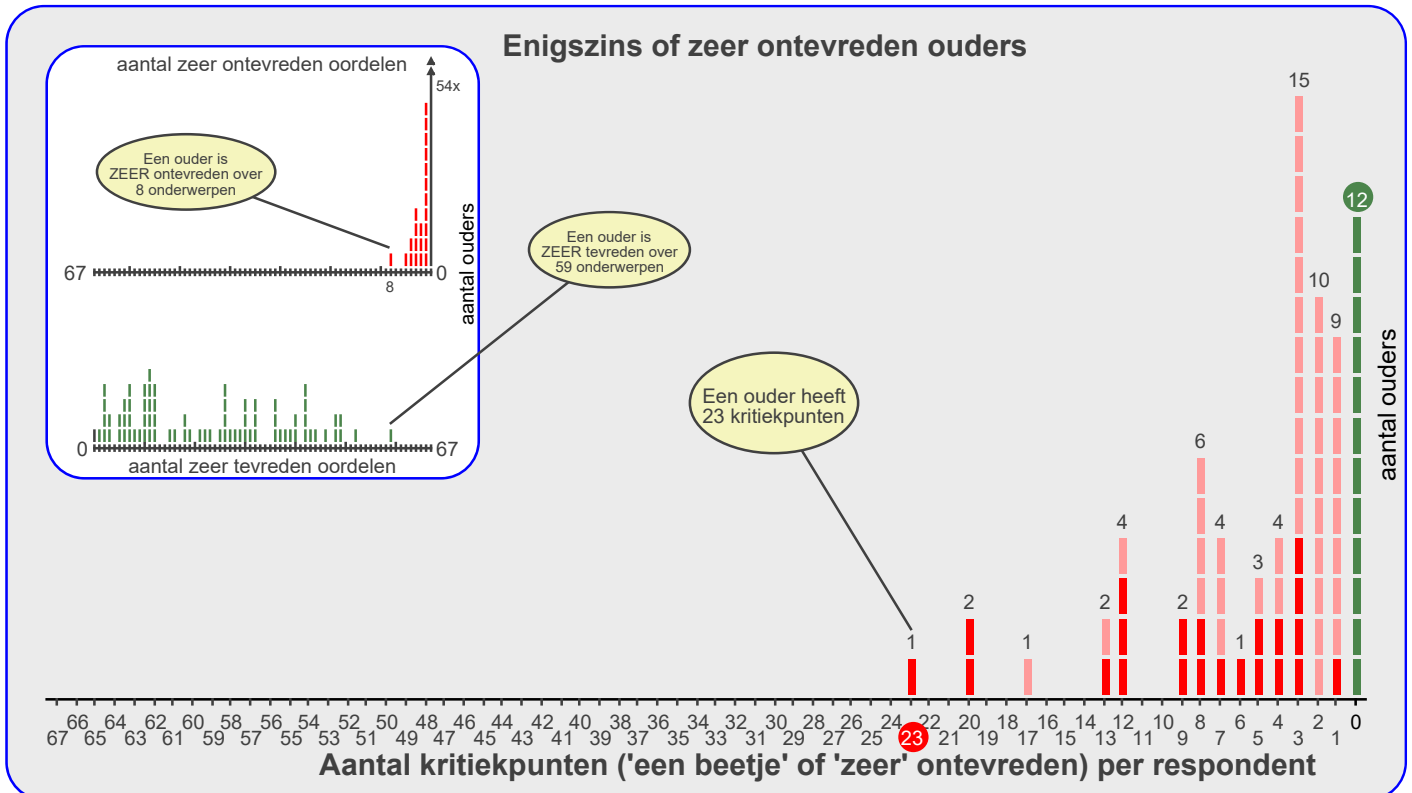 Enigszins of zeer ontevreden ouders
aantal zeer ontevreden oordelen
54x
Een ouder is
ZEER ontevreden over
8 onderwerpen
aantal ouders
67
0
8
Een ouder is
ZEER tevreden over
59 onderwerpen
0
67
aantal zeer tevreden oordelen
Een ouder heeft
23 kritiekpunten
1
2
1
2
4
2
6
4
1
3
4
15
10
9
12
aantal ouders
66 64 62 60 58 56 54 52 50 48 46 44 42 40 38 36 34 32 30 28 26 24 22 20 18 16 14 12 10 8 6 4 2 0
67 65 63 61 59 57 55 53 51 49 47 45 43 41 39 37 35 33 31 29 27 25 23 21 19 17 15 13 11 9 7 5 3 1
Aantal kritiekpunten ('een beetje' of 'zeer' ontevreden) per respondent